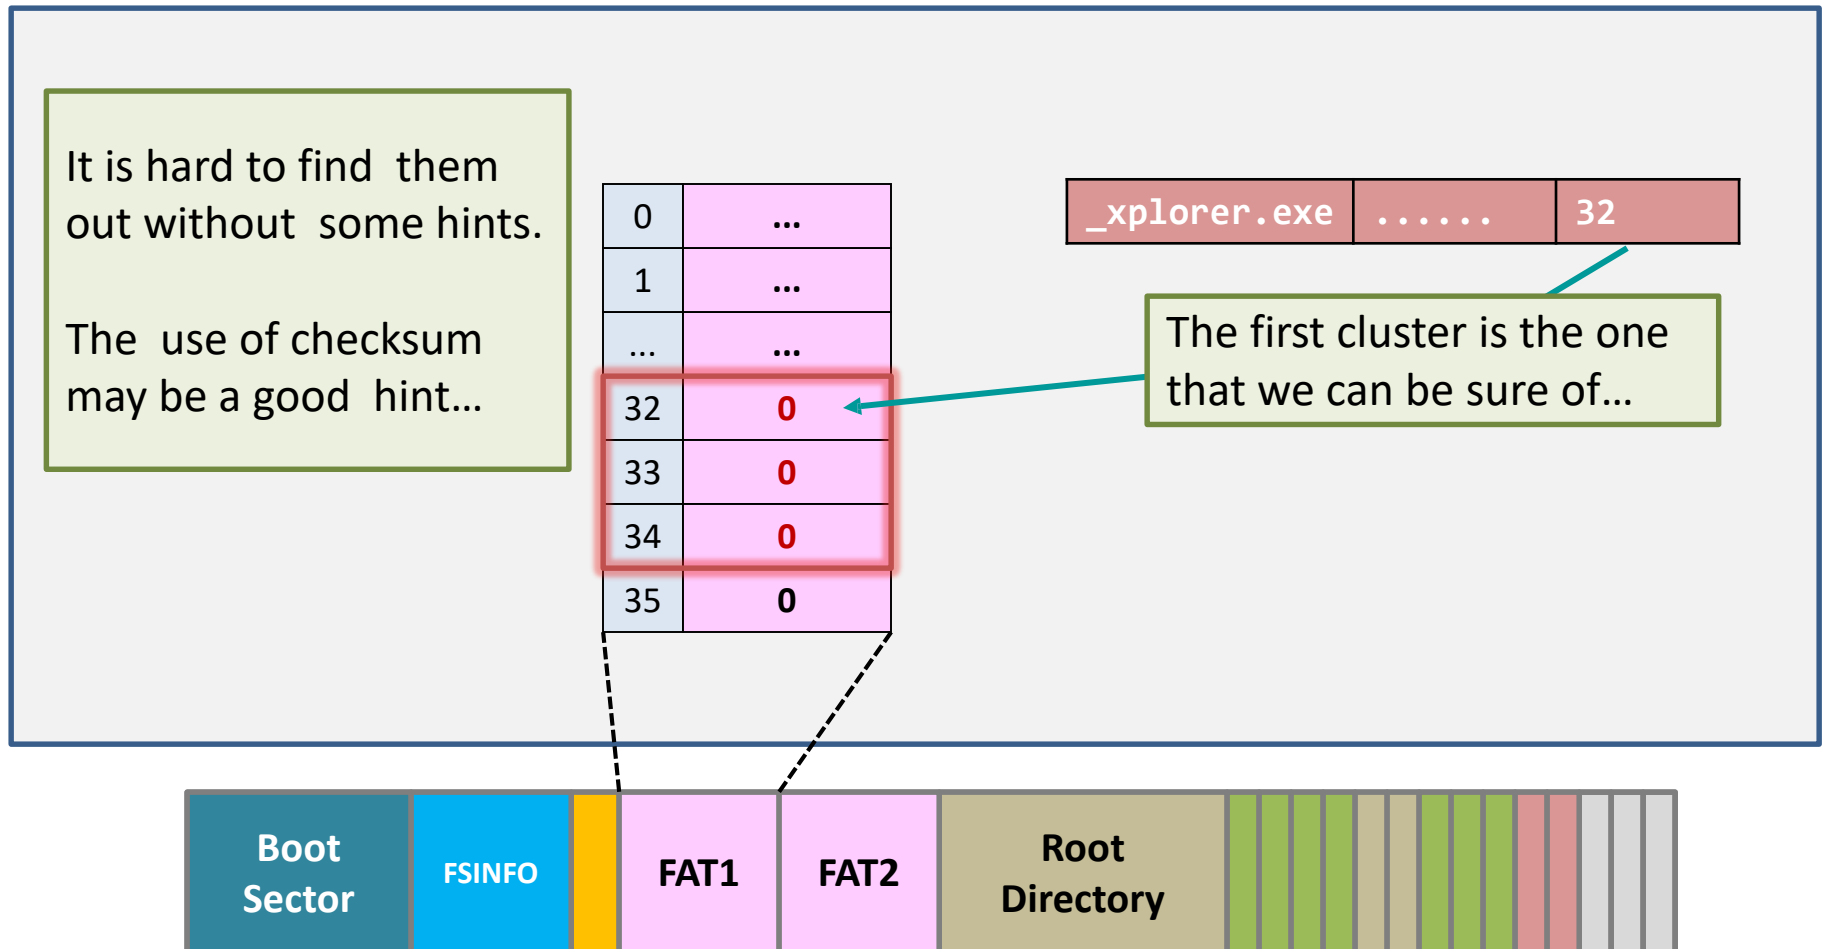 It is hard to find  them
out without  some hints.
The  use of checksum
may be a good  hint...
0 ...
1 ...
... ...
32 0
33 0
34 0
35 0
_xplorer.exe ...... 32
The first cluster is the one
that we can be sure of...
Boot
Sector
FSINFO
FAT1
FAT2
Root
Directory